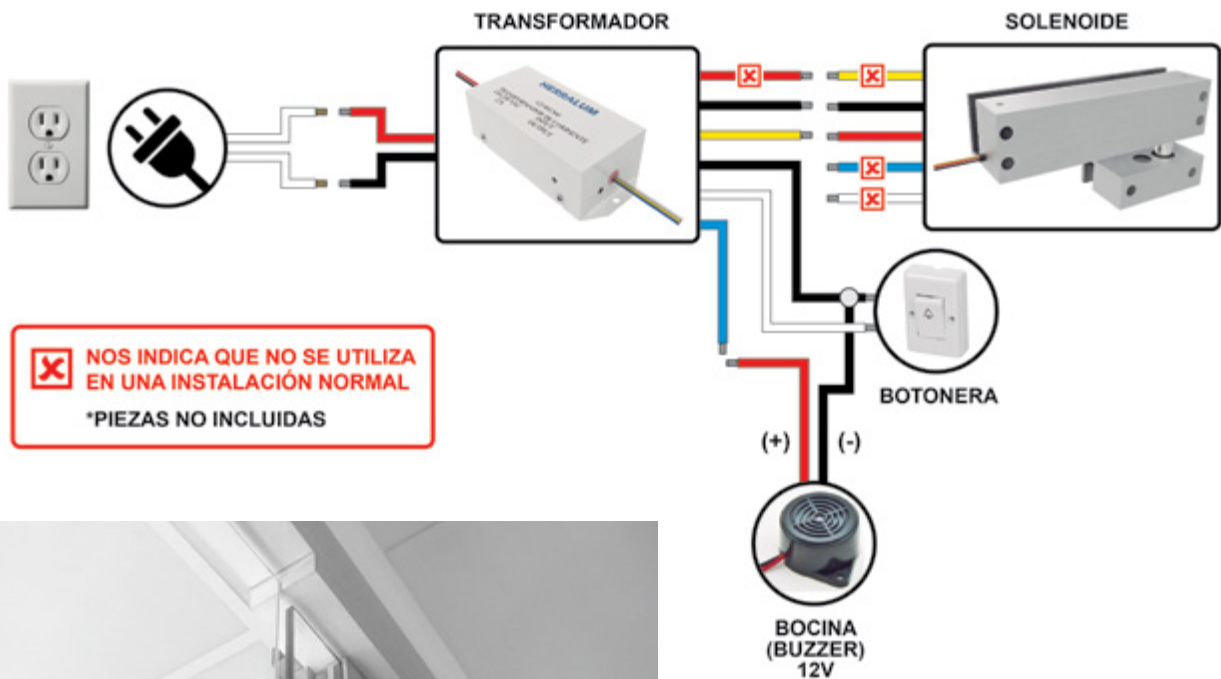 TRANSFORMADOR
SOLENOIDE
HERRALUM
NOS INDICA QUE NO SE UTILIZA
EN UNA INSTALACIÓN NORMAL
*PIEZAS NO INCLUIDAS
BOTONERA
(+) (-)
BOCINA
(BUZZER)
12V